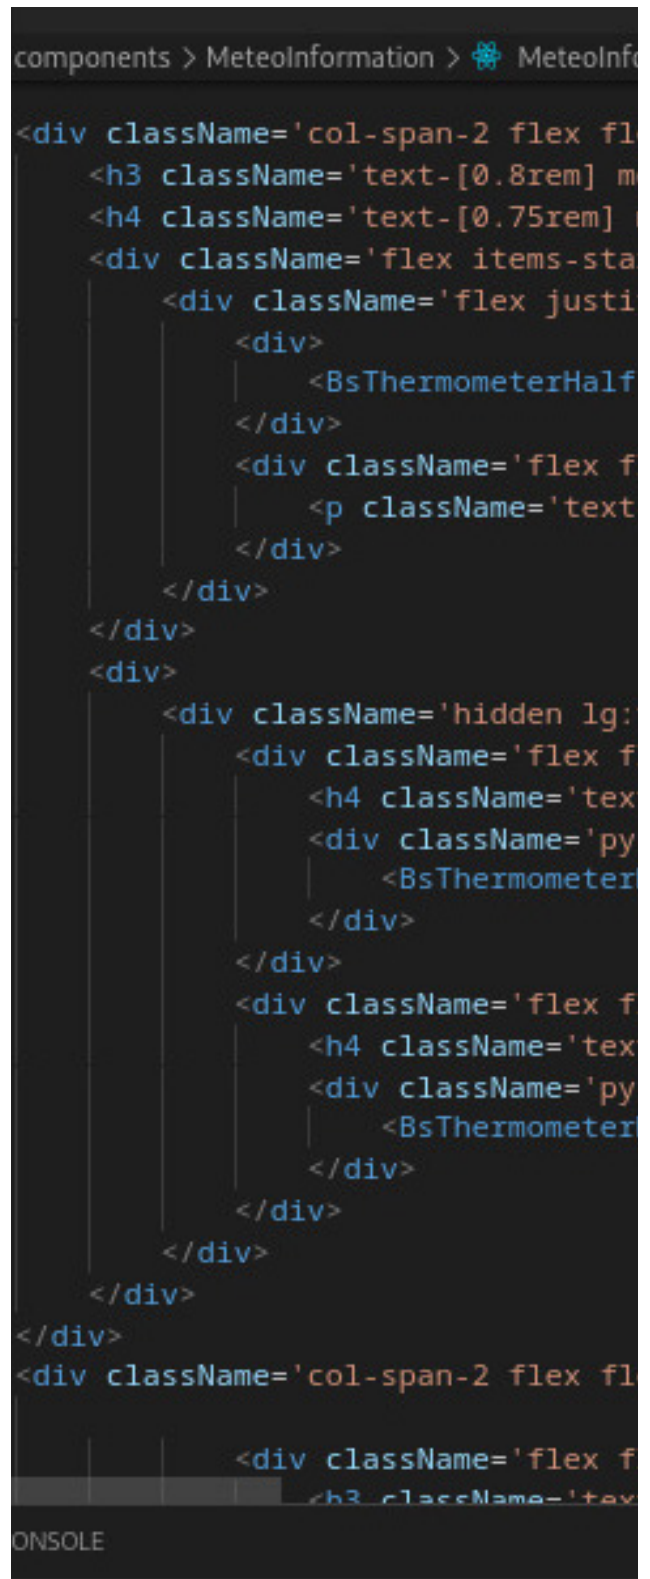 components > MeteoInformation > MeteoInfo
<div className='col-span-2 flex fl
<h3 className='text-[0.8rem] m
<h4 className='text-[0.75rem]
<div className='flex items-sta
<div className='flex justi
<div>
<BsThermometerHalf
</div>
<div className='flex f
<p className='text
</div>
</div>
</div>
<div>
<div className='hidden lg:
<div className='flex f
<h4 className='tex
<div className='py
<BsThermometer
</div>
</div>
<div className='flex f
<h4 className='tex
<div className='py
<BsThermometer
</div>
</div>
</div>
</div>
</div>
<div className='col-span-2 flex fl
<div className='flex f
<h3 className='tex
ONSOLE